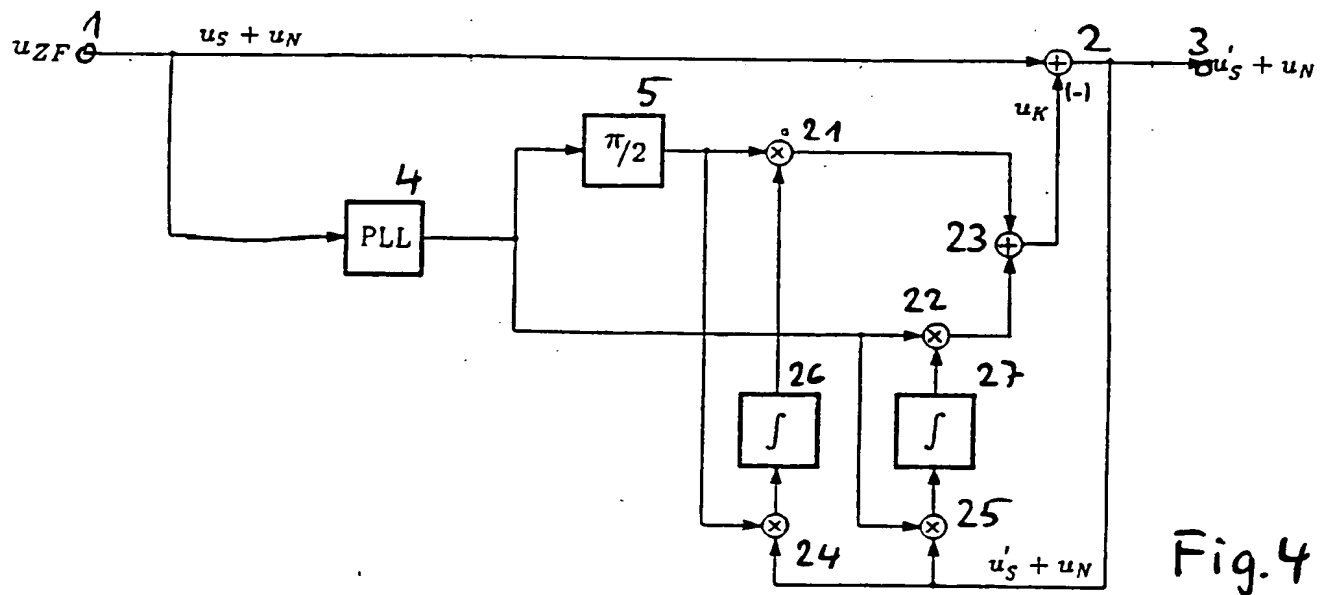 1
u_ZF
u_S + u_N
2
3
u'_S + u_N
(-)
u_K
5
π/2
21
4
PLL
23
22
26
27
∫
∫
24
25
u'_S + u_N
Fig.4